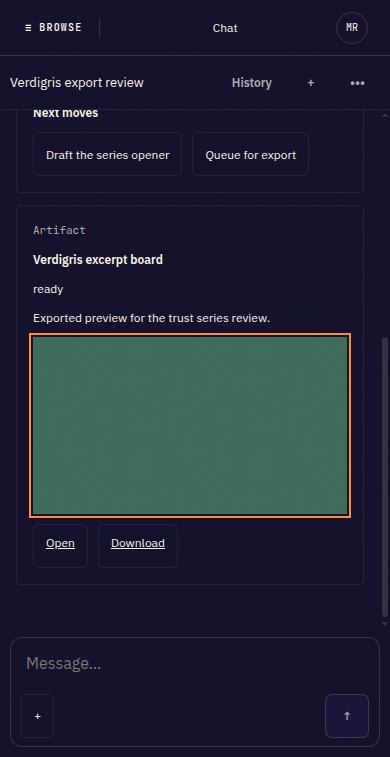 ≡ BROWSE
Chat
MR
Verdigris export review
History
+
•••
Next moves
Draft the series opener
Queue for export
Artifact
Verdigris excerpt board
ready
Exported preview for the trust series review.
Open
Download
Message...
+
↑